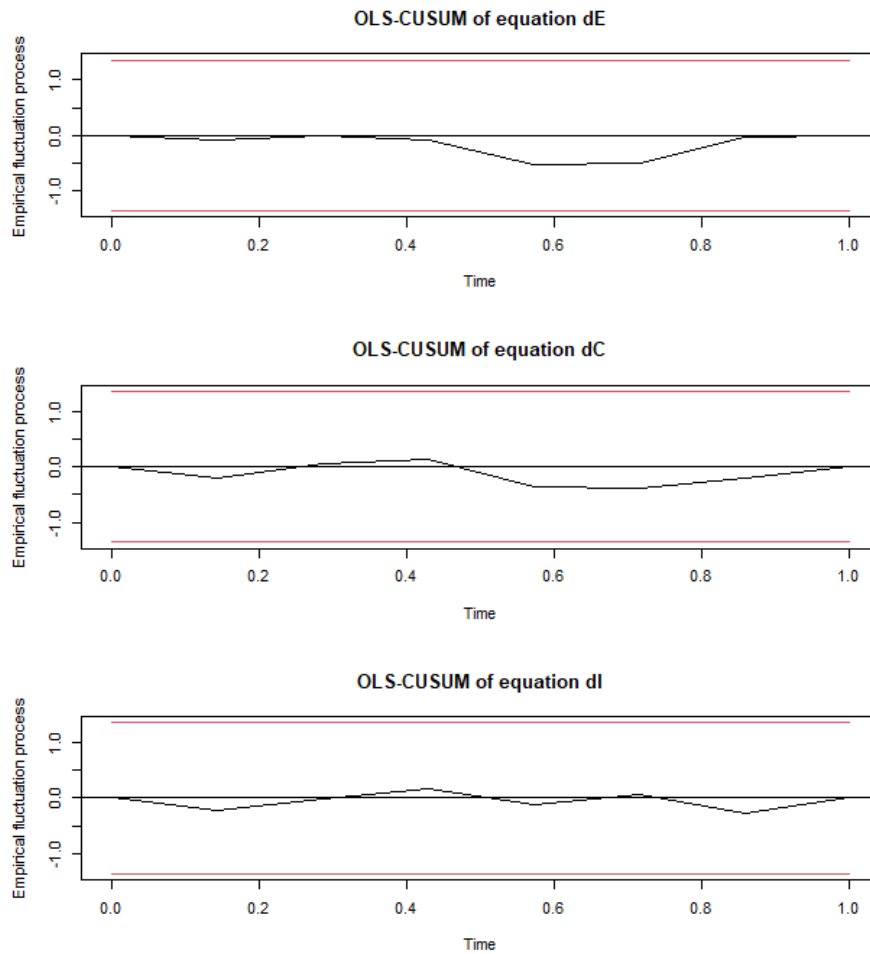 OLS-CUSUM of equation dE
Empirical fluctuation process
1.0
0.0
-1.0
0.0 0.2 0.4 0.6 0.8 1.0
Time
OLS-CUSUM of equation dC
Empirical fluctuation process
1.0
0.0
-1.0
0.0 0.2 0.4 0.6 0.8 1.0
Time
OLS-CUSUM of equation dI
Empirical fluctuation process
1.0
0.0
-1.0
0.0 0.2 0.4 0.6 0.8 1.0
Time